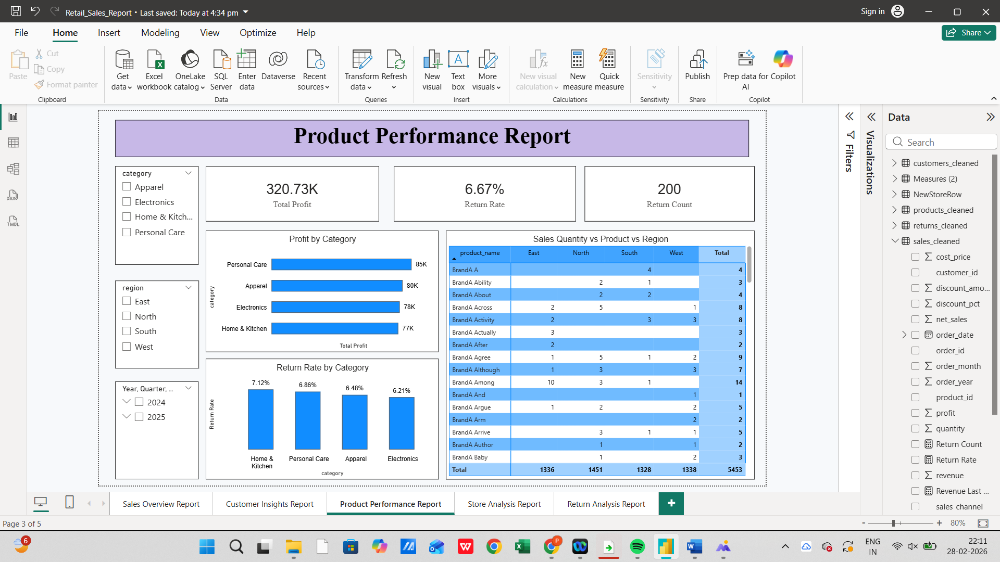 Retail_Sales_Report • Last saved: Today at 4:34 pm
Sign in
File Home Insert Modeling View Optimize Help
Share
Paste
Cut
Copy
Format painter
Clipboard
Get data
Excel workbook
OneLake catalog
SQL Server
Enter data
Dataverse
Recent sources
Data
Transform data
Refresh
Queries
New visual
Text box
More visuals
Insert
New visual calculation
New measure
Quick measure
Calculations
Sensitivity
Sensitivity
Publish
Share
Prep data for AI
Copilot
Copilot
Product Performance Report
category
Apparel
Electronics
Home & Kitch...
Personal Care
region
East
North
South
West
Year, Quarter, ...
2024
2025
320.73K
Total Profit
6.67%
Return Rate
200
Return Count
Profit by Category
category
Personal Care 85K
Apparel 80K
Electronics 78K
Home & Kitchen 77K
Total Profit
Return Rate by Category
Return Rate
7.12% 6.86% 6.48% 6.21%
Home & Kitchen Personal Care Apparel Electronics
category
Sales Quantity vs Product vs Region
product_name East North South West Total
BrandA A 4 4
BrandA Ability 2 1 3
BrandA About 2 2 4
BrandA Across 2 5 1 8
BrandA Activity 2 3 3 8
BrandA Actually 3 3
BrandA After 2 2
BrandA Agree 1 5 1 2 9
BrandA Although 1 3 3 7
BrandA Among 10 3 1 14
BrandA And 1 1
BrandA Argue 1 2 2 5
BrandA Arm 2 2
BrandA Arrive 3 1 1 5
BrandA Author 1 1 2
BrandA Baby 1 2 3
Total 1336 1451 1328 1338 5453
Filters
Visualizations
Data
Search
customers_cleaned
Measures (2)
NewStoreRow
products_cleaned
returns_cleaned
sales_cleaned
cost_price
customer_id
discount_amo...
discount_pct
net_sales
order_date
order_id
order_month
order_year
product_id
profit
quantity
Return Count
Return Rate
revenue
Revenue Last ...
sales_channel
DAX
TMDL
Sales Overview Report
Customer Insights Report
Product Performance Report
Store Analysis Report
Return Analysis Report
+
Page 3 of 5
- + 80%
6
P
ENG
IN
22:11
28-02-2026